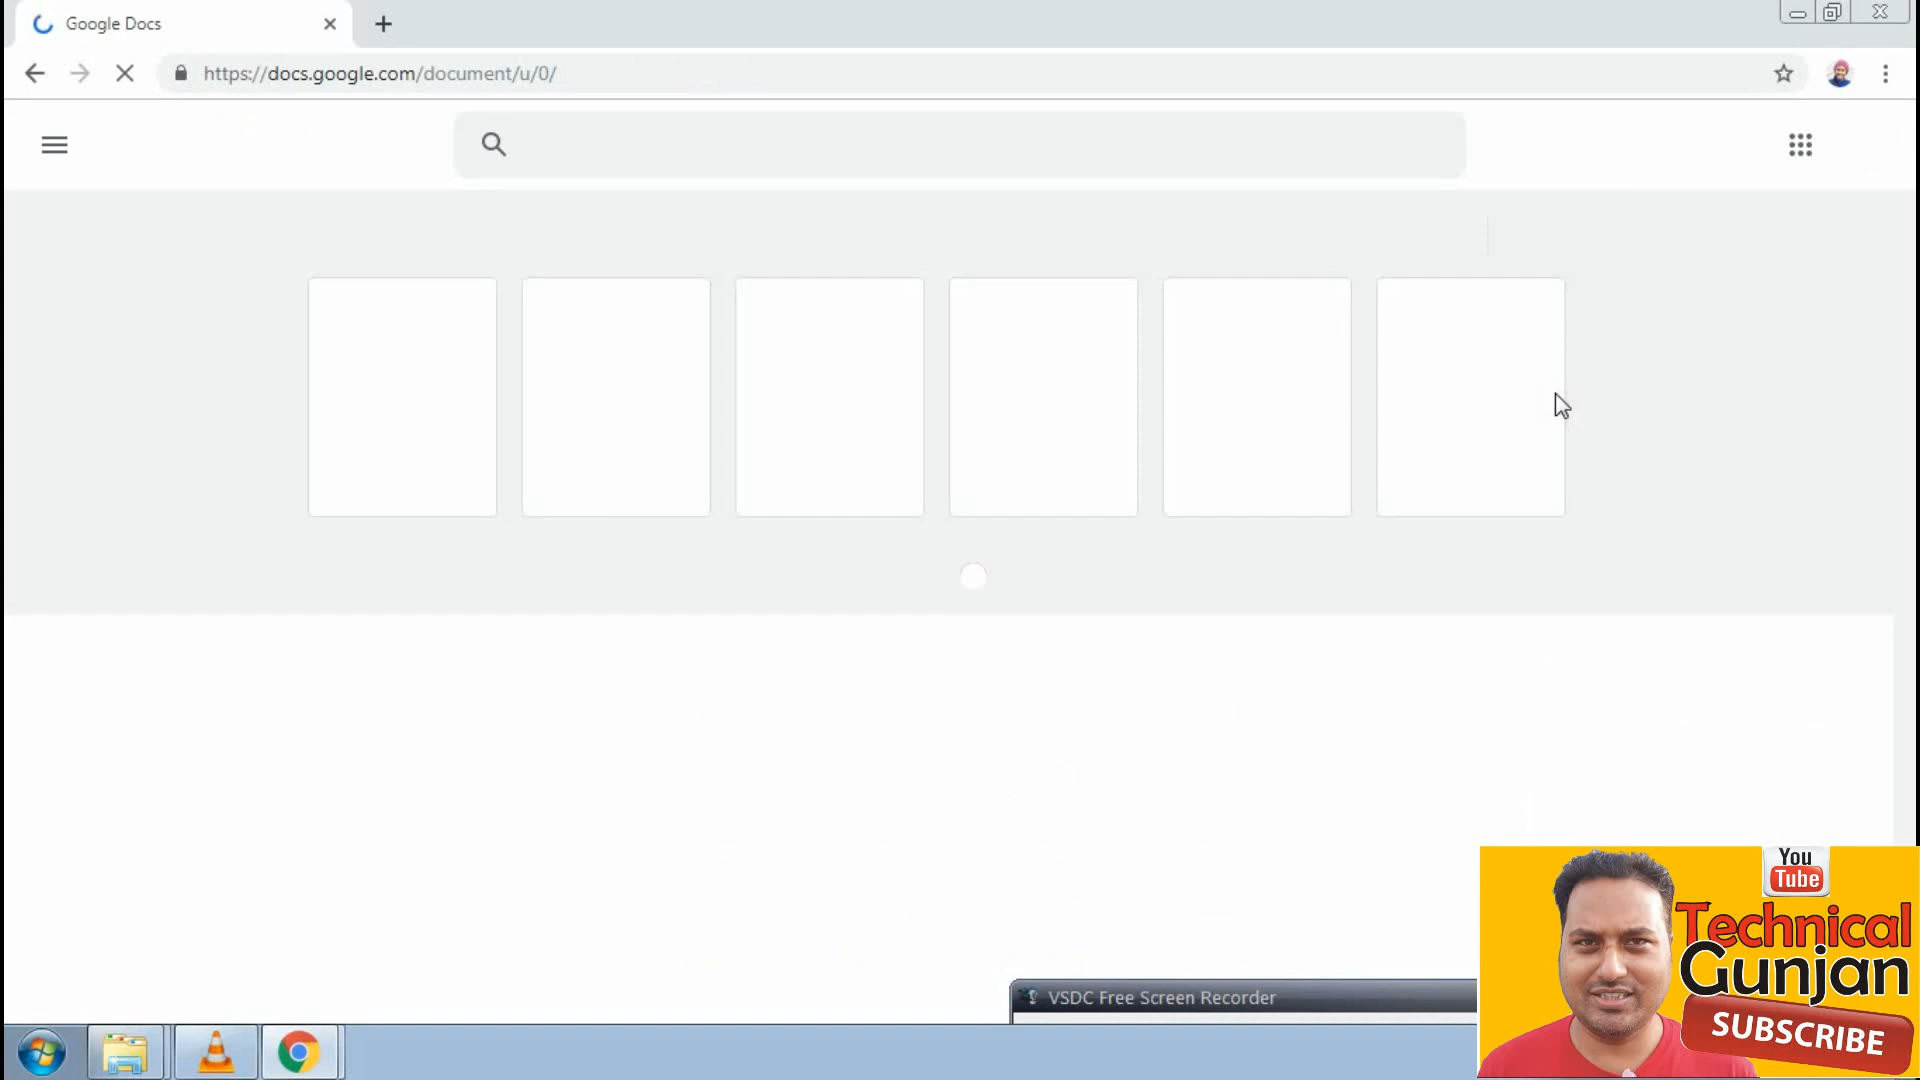 Google Docs
https://docs.google.com/document/u/0/
You
Tube
Technical
Gunjan
SUBSCRIBE
VSDC Free Screen Recorder